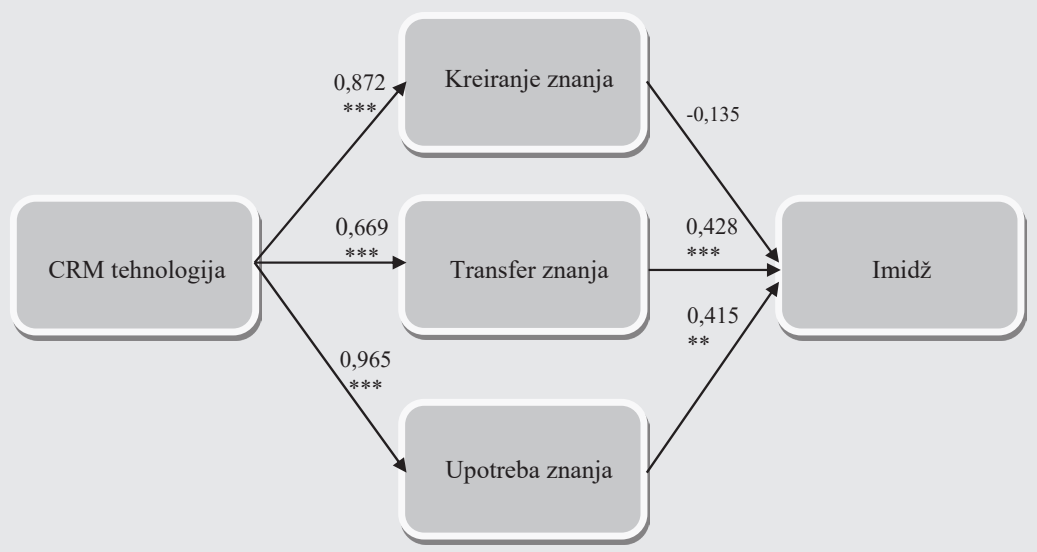 Kreiranje znanja
0,872
***
-0,135
CRM tehnologija
0,669
***
Transfer znanja
0,428
***
Imidž
0,965
***
0,415
**
Upotreba znanja